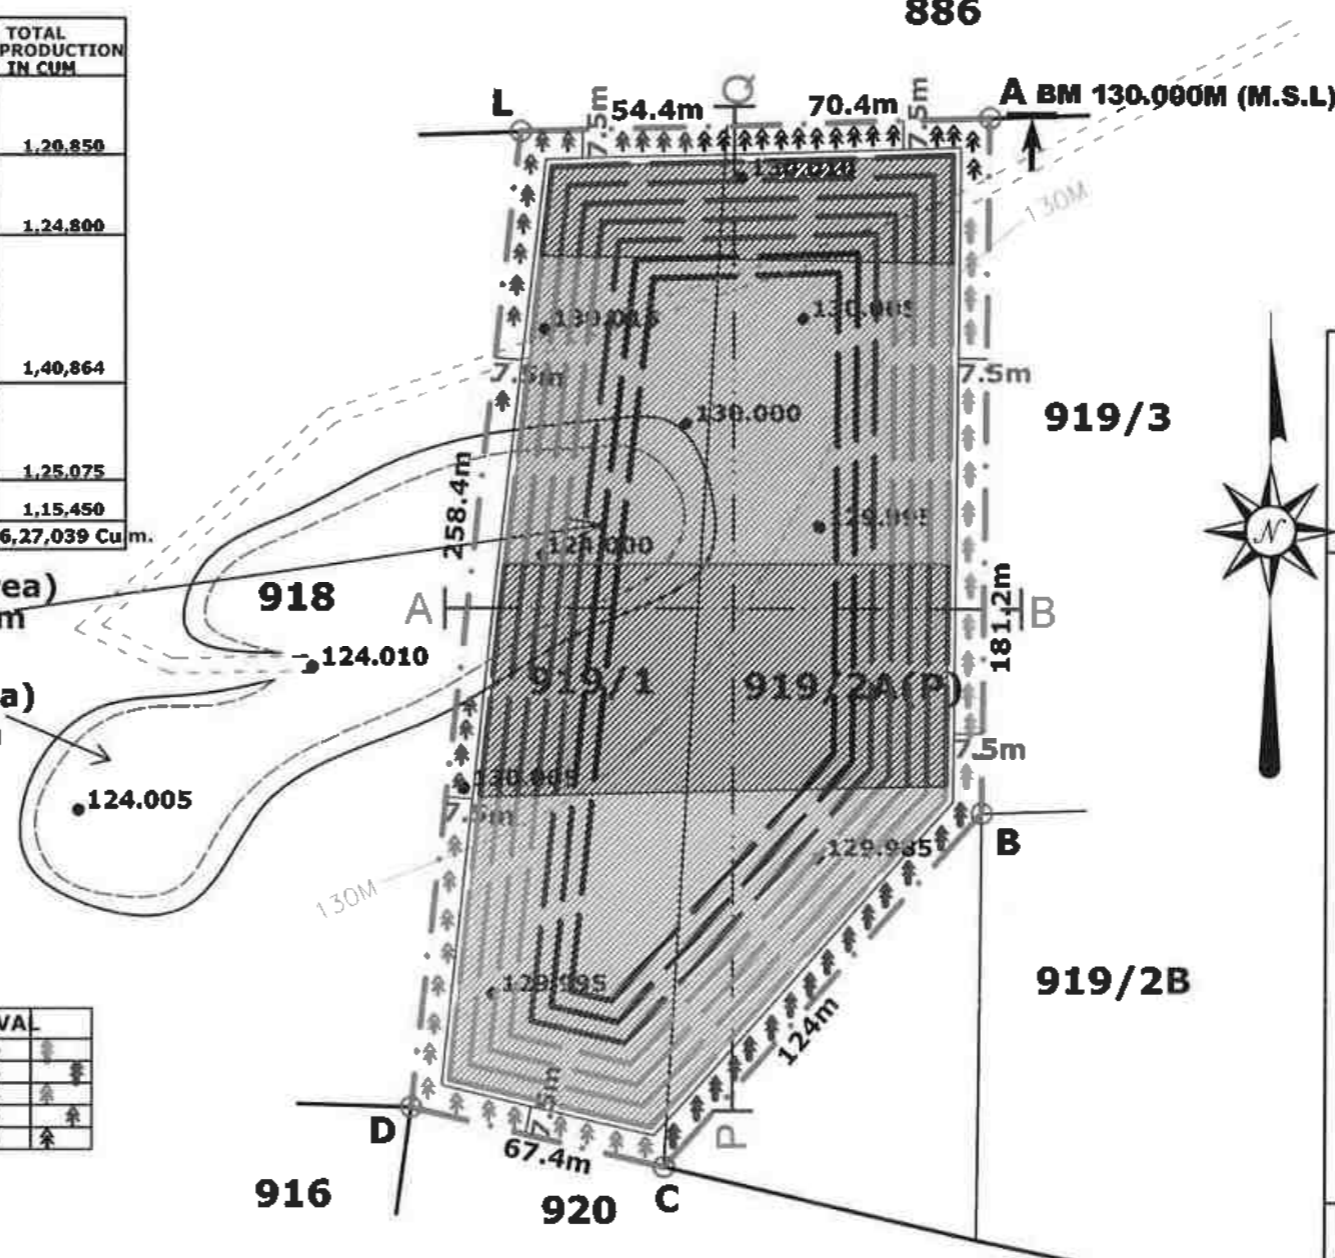 886
TOTAL
PRODUCTION
IN CUM
1,20,850
1,24,800
1,40,864
1,25,075
1,15,450
6,27,039 Cu.m.
L
7.5m
54.4m
Q
70.4m
7.5m
A BM 130.000M (M.S.L)
130M
130.005
7.5m
7.5m
130.000
919/3
258.4m
129.995
124.000
N
rea)
m
918
A
B
181.2m
124.010
919/1
919/2A(P)
a)
7.5m
130.005
124.005
7.5m
B
129.985
130M
919/2B
129.995
124m
VAL
7.5m
P
D
67.4m
C
916
920